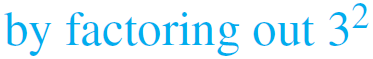 by factoring out 3²